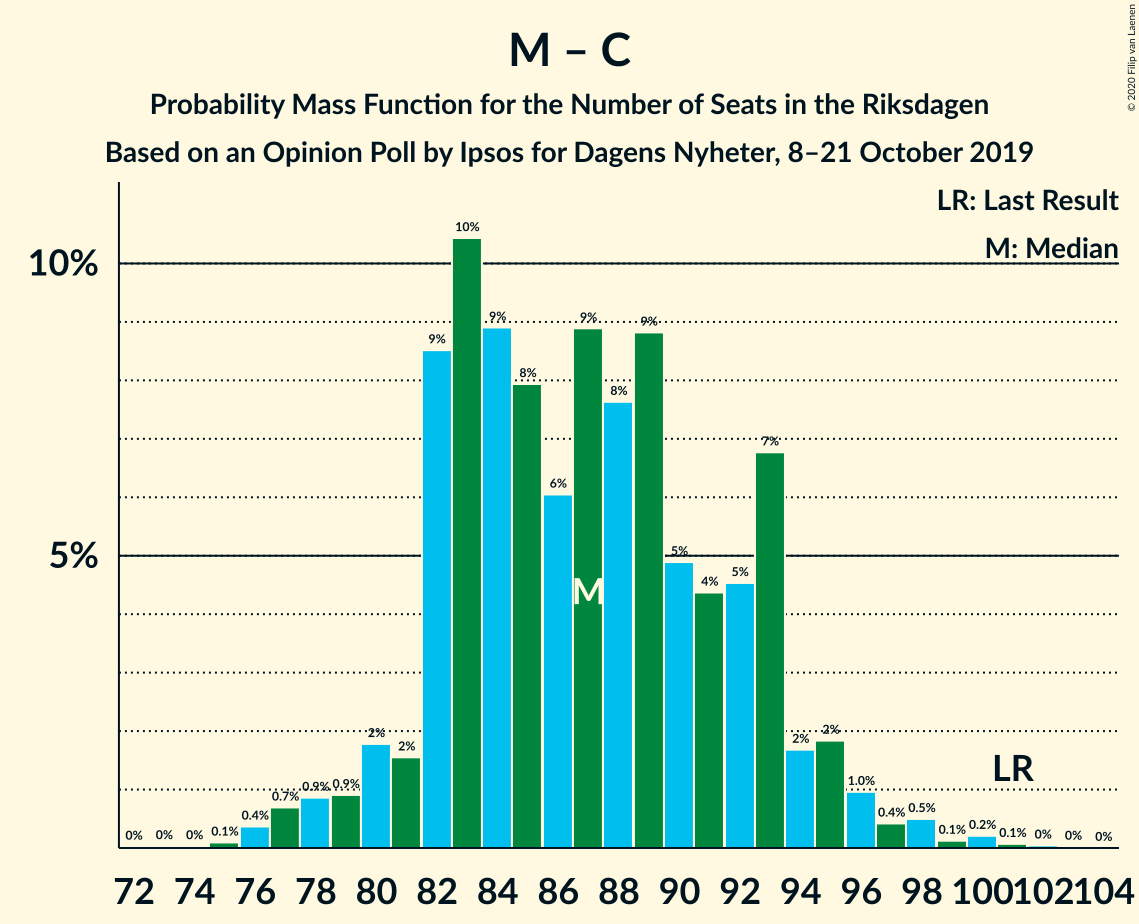 M – C
Probability Mass Function for the Number of Seats in the Riksdagen
Based on an Opinion Poll by Ipsos for Dagens Nyheter, 8–21 October 2019
© 2020 Filip van Laenen
LR: Last Result
M: Median
10%
5%
0% 0% 0% 0.1% 0.4% 0.7% 0.9% 0.9% 2% 2% 9% 10% 9% 8% 6% 9% 8% 9% 5% 4% 5% 7% 2% 2% 1.0% 0.4% 0.5% 0.1% 0.2% 0.1% 0% 0% 0%
M
LR
72 74 76 78 80 82 84 86 88 90 92 94 96 98 100 102 104